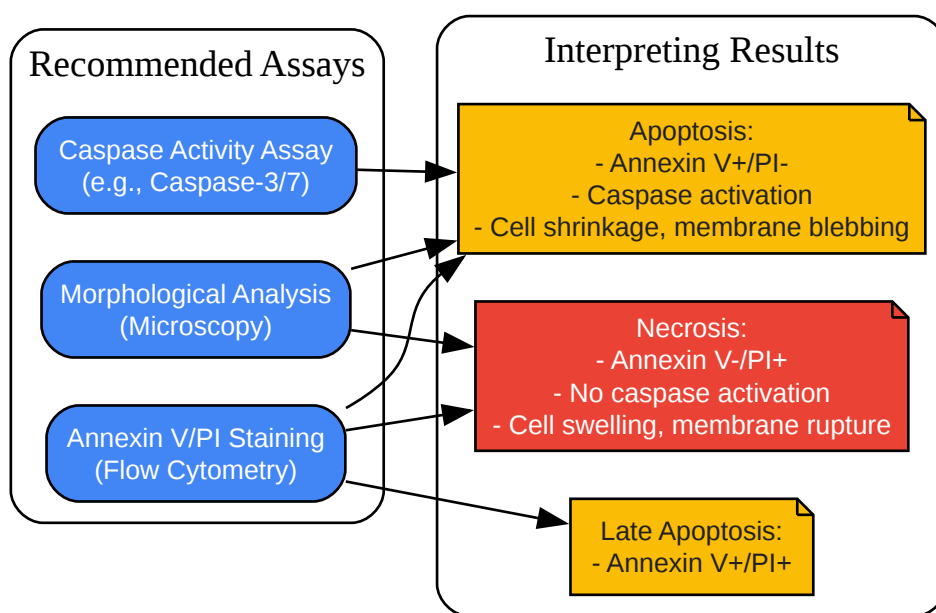 Recommended Assays
Caspase Activity Assay
(e.g., Caspase-3/7)
Morphological Analysis
(Microscopy)
Annexin V/PI Staining
(Flow Cytometry)
Interpreting Results
Apoptosis:
- Annexin V+/PI-
- Caspase activation
- Cell shrinkage, membrane blebbing
Necrosis:
- Annexin V-/PI+
- No caspase activation
- Cell swelling, membrane rupture
Late Apoptosis:
- Annexin V+/PI+